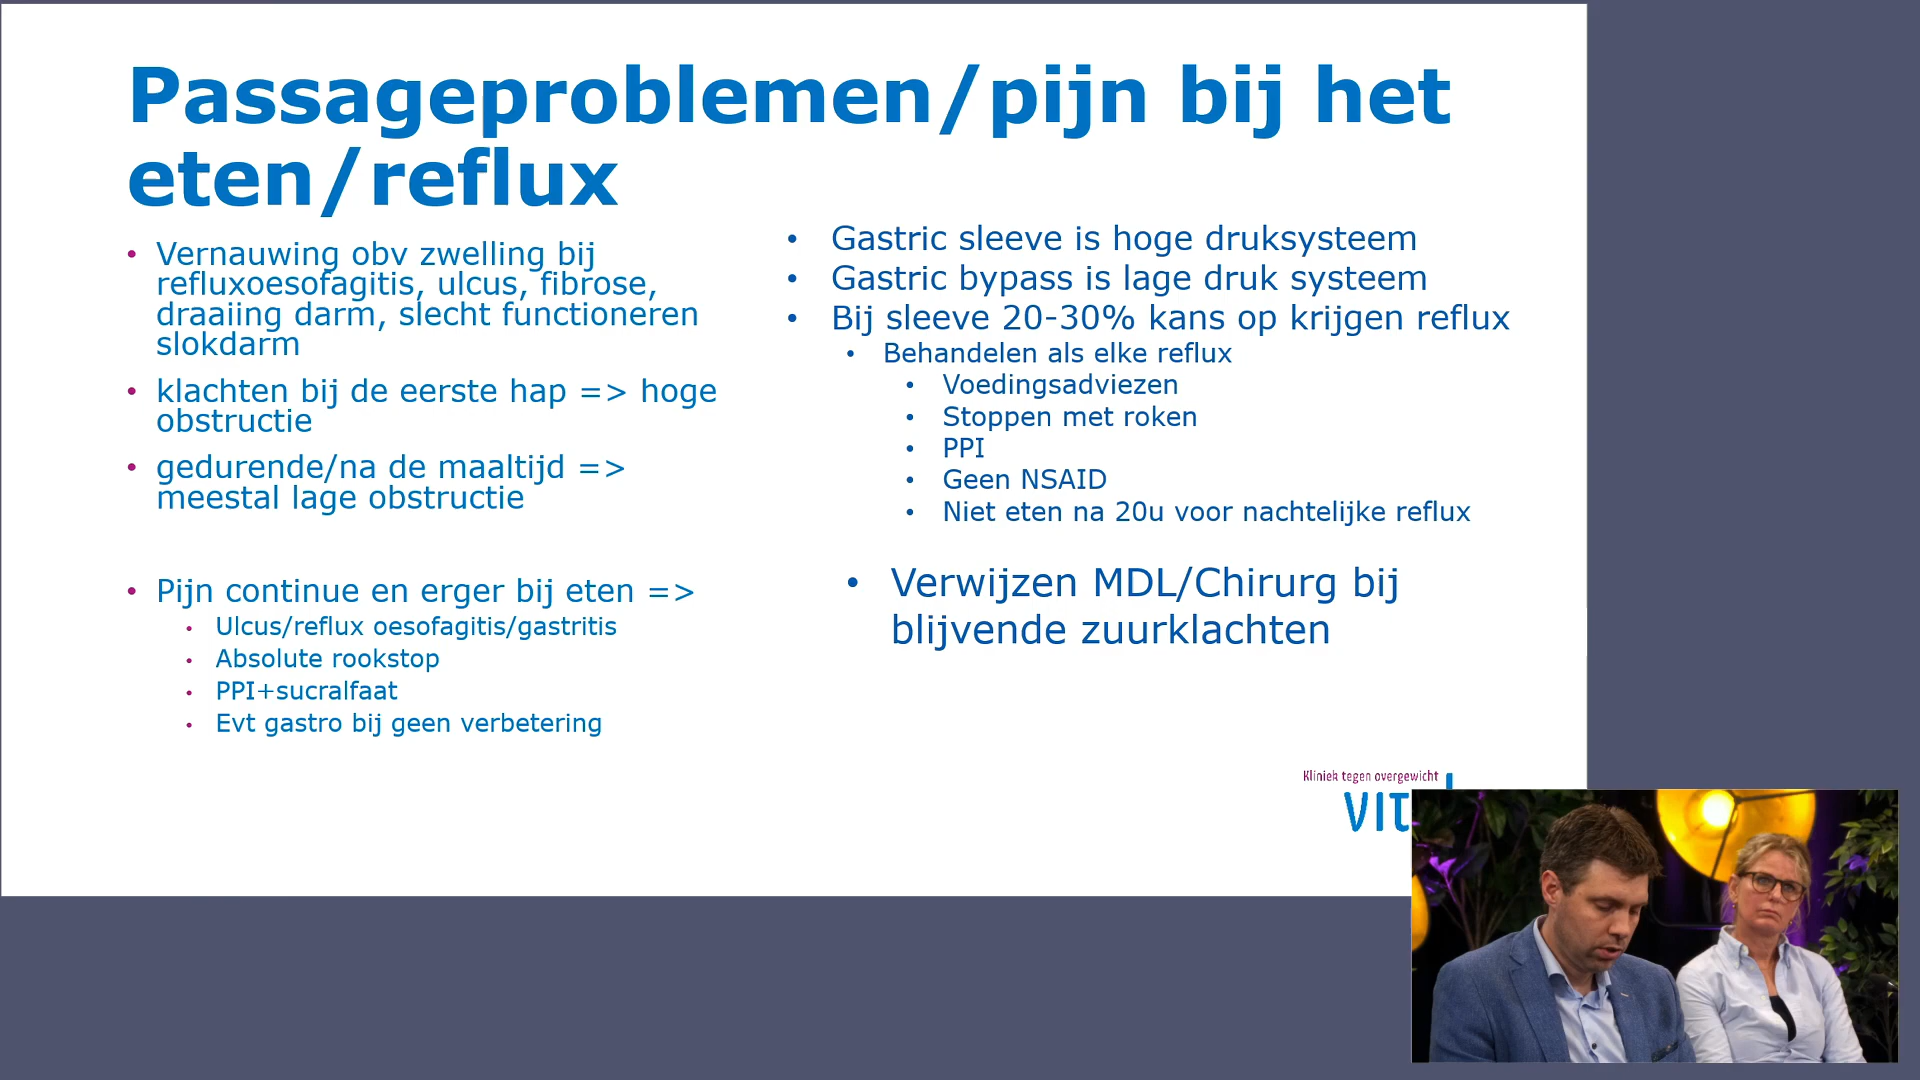 Passageproblemen/pijn bij het
eten/reflux
• Vernauwing obv zwelling bij
refluxoesofagitis, ulcus, fibrose,
draaiing darm, slecht functioneren
slokdarm
• klachten bij de eerste hap => hoge
obstructie
• gedurende/na de maaltijd =>
meestal lage obstructie
• Pijn continue en erger bij eten =>
• Ulcus/reflux oesofagitis/gastritis
• Absolute rookstop
• PPI+sucralfaat
• Evt gastro bij geen verbetering
• Gastric sleeve is hoge druksysteem
• Gastric bypass is lage druk systeem
• Bij sleeve 20-30% kans op krijgen reflux
• Behandelen als elke reflux
• Voedingsadviezen
• Stoppen met roken
• PPI
• Geen NSAID
• Niet eten na 20u voor nachtelijke reflux
• Verwijzen MDL/Chirurg bij
blijvende zuurklachten
Kliniek tegen overgewicht
VIT